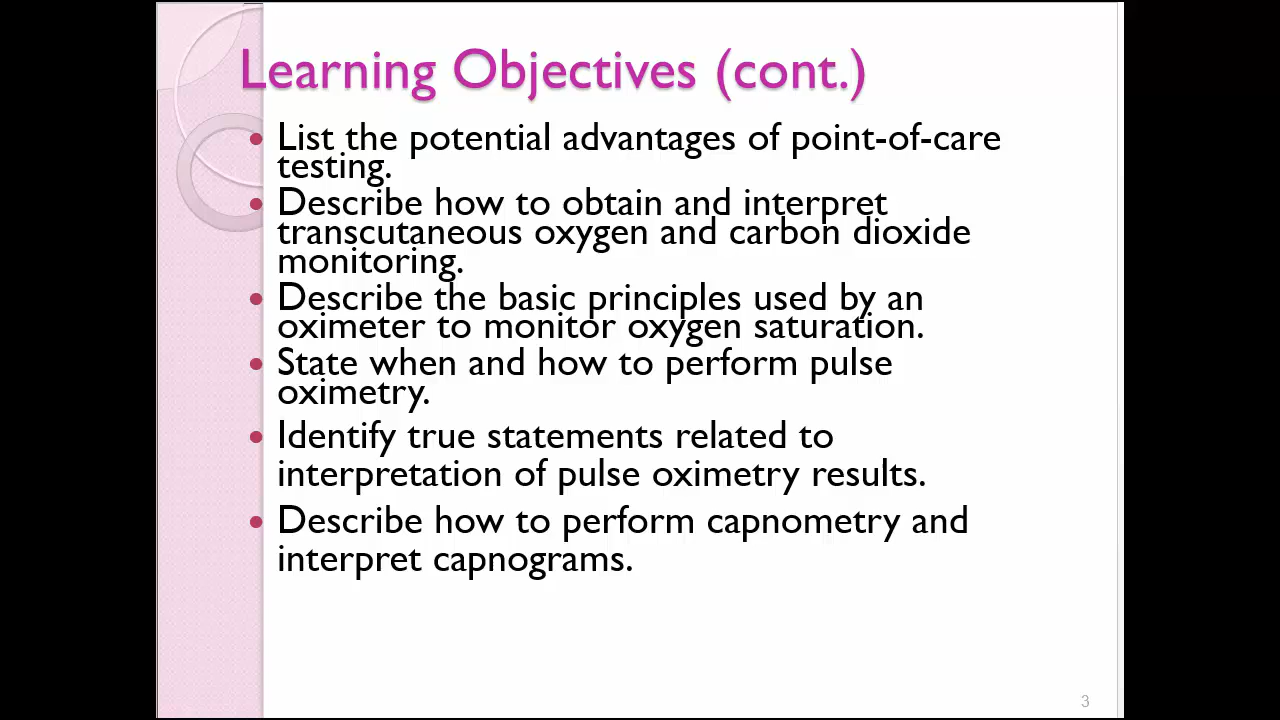 Learning Objectives (cont.)
• List the potential advantages of point-of-care
testing.
• Describe how to obtain and interpret
transcutaneous oxygen and carbon dioxide
monitoring.
• Describe the basic principles used by an
oximeter to monitor oxygen saturation.
• State when and how to perform pulse
oximetry.
• Identify true statements related to
interpretation of pulse oximetry results.
• Describe how to perform capnometry and
interpret capnograms.
3